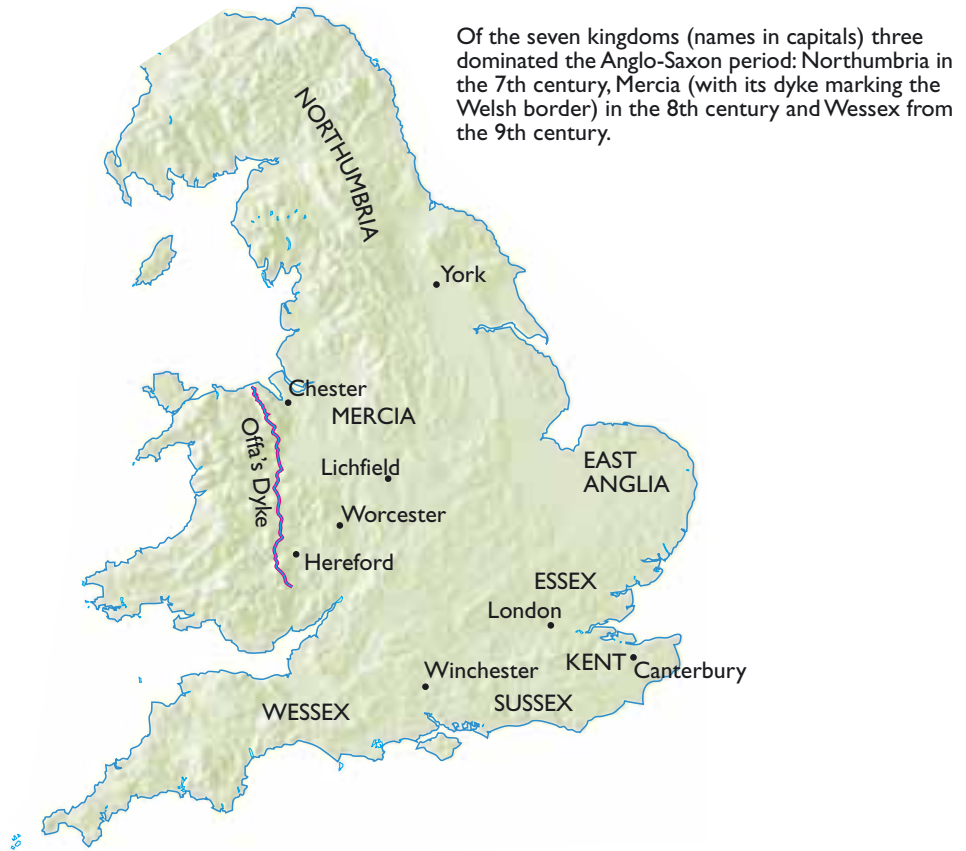 Of the seven kingdoms (names in capitals) three
dominated the Anglo-Saxon period: Northumbria in
the 7th century, Mercia (with its dyke marking the
Welsh border) in the 8th century and Wessex from
the 9th century.
NORTHUMBRIA
York
Chester
MERCIA
Offa's Dyke
Lichfield
EAST
ANGLIA
Worcester
Hereford
ESSEX
London
KENT
Canterbury
Winchester
SUSSEX
WESSEX